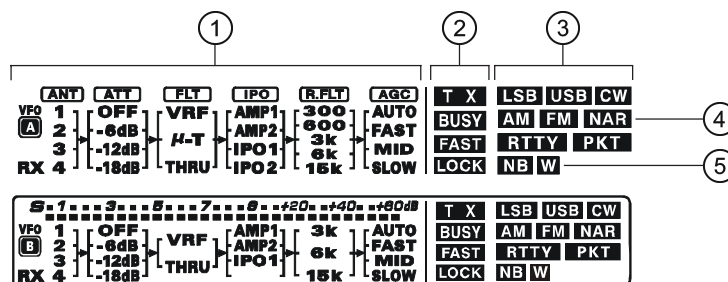 1 2 3
ANT ATT FLT IPO R.FLT AGC T X LSB USB CW
VFO 1 OFF VRF AMP1 300 AUTO BUSY AM FM NAR 4
A 2 -6dB μ-T AMP2 600 FAST FAST RTTY PKT
3 -12dB IPO1 3k MID LOCK NB W 5
RX 4 -18dB THRU IPO2 6k SLOW
15k
S 1 3 5 7 9 +20 +40 +60dB T X LSB USB CW
VFO 1 OFF VRF AMP1 3k AUTO BUSY AM FM NAR
B 2 -6dB THRU AMP2 6k FAST FAST RTTY PKT
3 -12dB IPO1 15k MID LOCK NB W
RX 4 -18dB SLOW